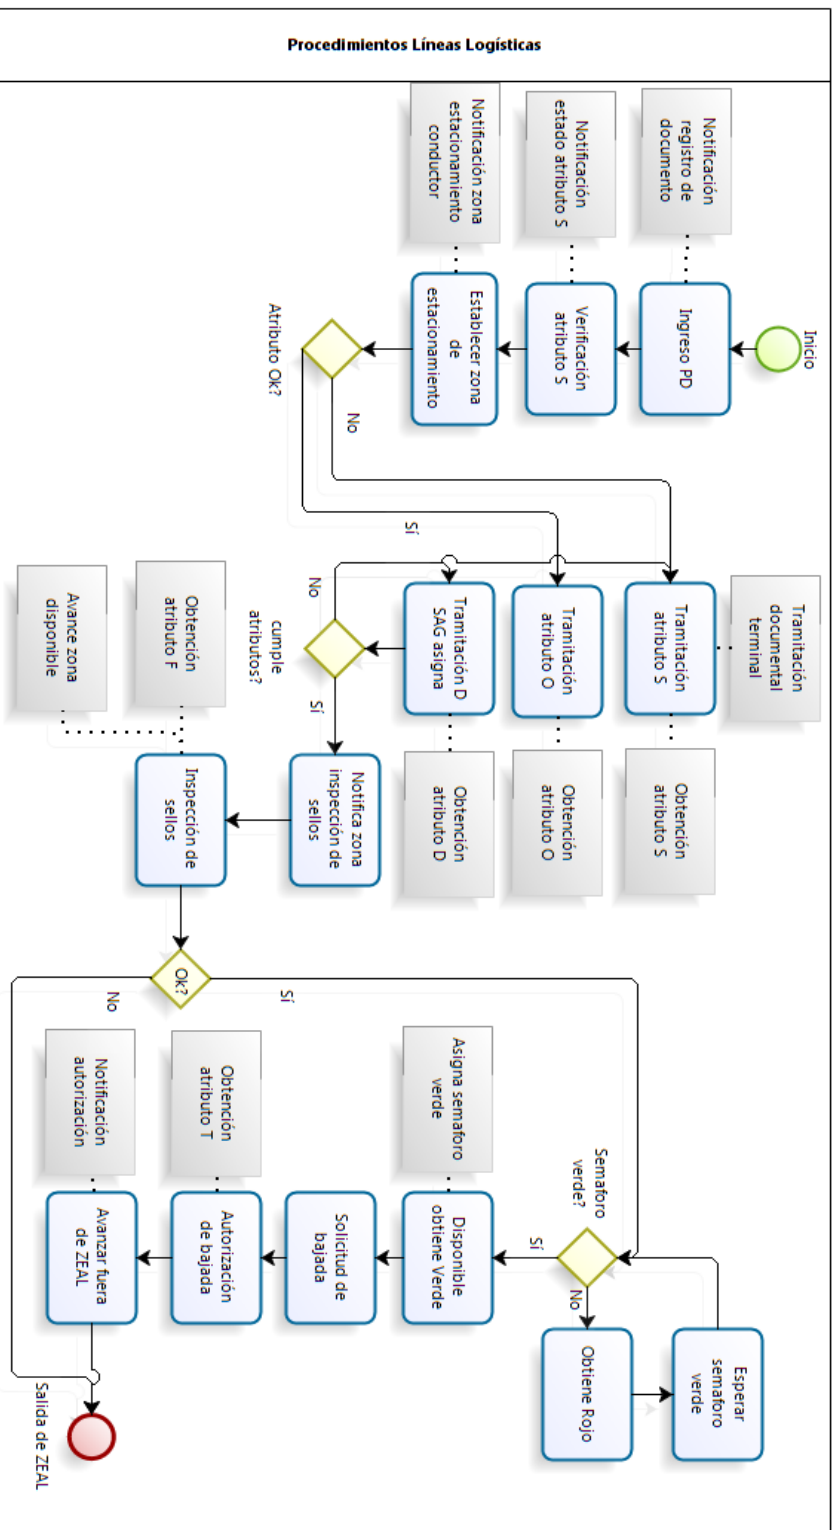 Procedimientos Líneas Logísticas
Inicio
Notificación
registro de
documento
Ingreso PD
Notificación
estado atributo S
Verificación
atributo S
Notificación zona
estacionamiento
conductor
Establecer zona
de
estacionamiento
Atributo Ok?
No
Sí
Tramitación
documental
terminal
Tramitación
atributo S
Obtención
atributo S
Tramitación
atributo O
Obtención
atributo O
Tramitación D
SAG asigna
Obtención
atributo D
cumple
atributos?
No
Sí
Notifica zona
inspección de
sellos
Obtención
atributo F
Avance zona
disponible
Inspección de
sellos
Ok?
Sí
No
Semaforo
verde?
No
Sí
Obtiene Rojo
Esperar
semaforo
verde
Asigna semaforo
verde
Disponible
obtiene Verde
Solicitud de
bajada
Obtención
atributo T
Autorización
de bajada
Notificación
autorización
Avanzar fuera
de ZEAL
Salida de ZEAL